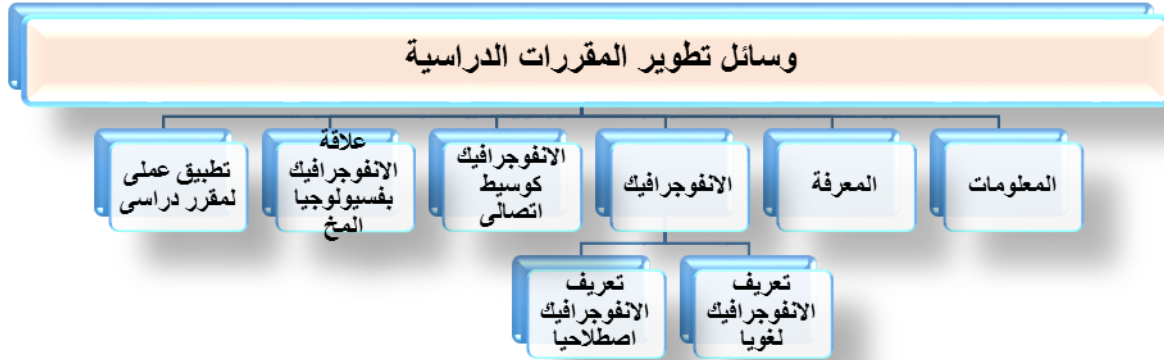 وسائل تطوير المقررات الدراسية
المعلومات
المعرفة
الانفوجرافيك
الانفوجرافيك
كوسيط
اتصالى
علاقة
الانفوجرافيك
بفسيولوجيا
المخ
تطبيق عملى
لمقرر دراسى
تعريف
الانفوجرافيك
لغويا
تعريف
الانفوجرافيك
اصطلاحيا